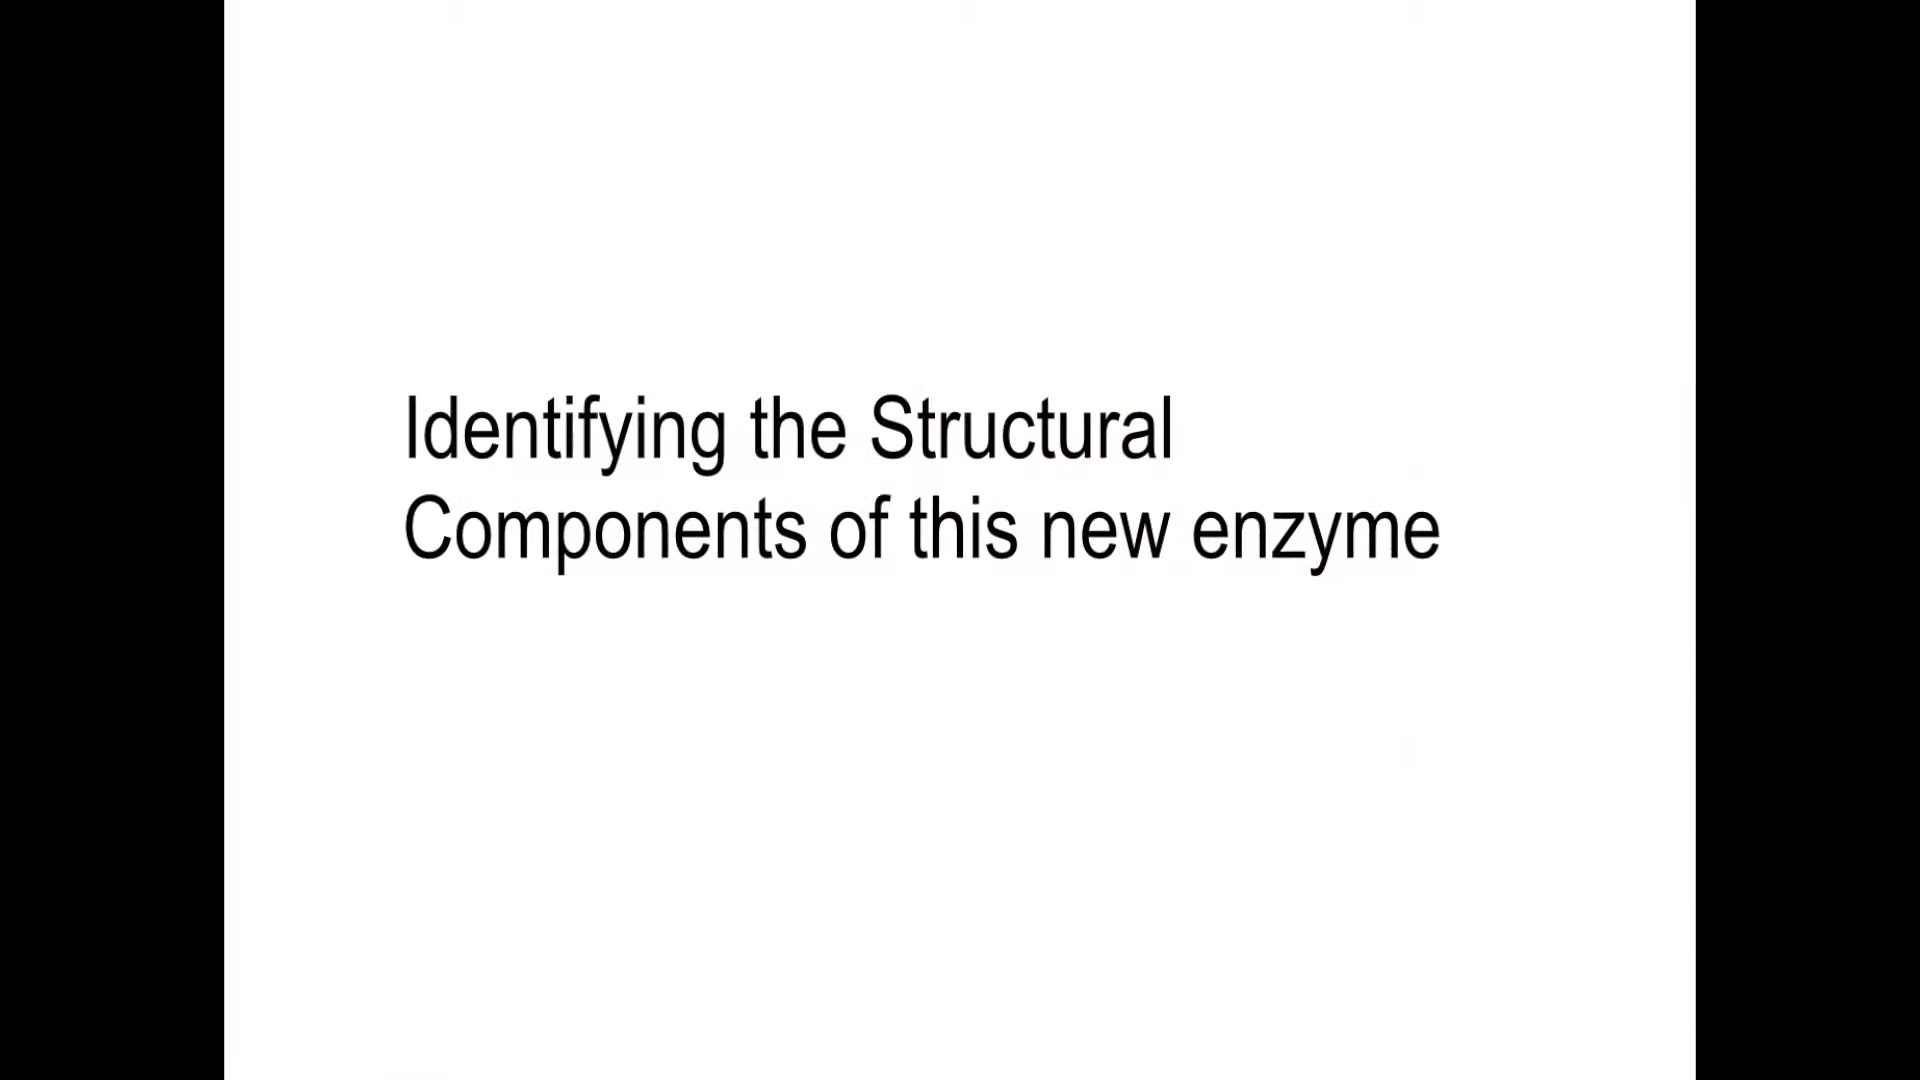 Identifying the Structural
Components of this new enzyme